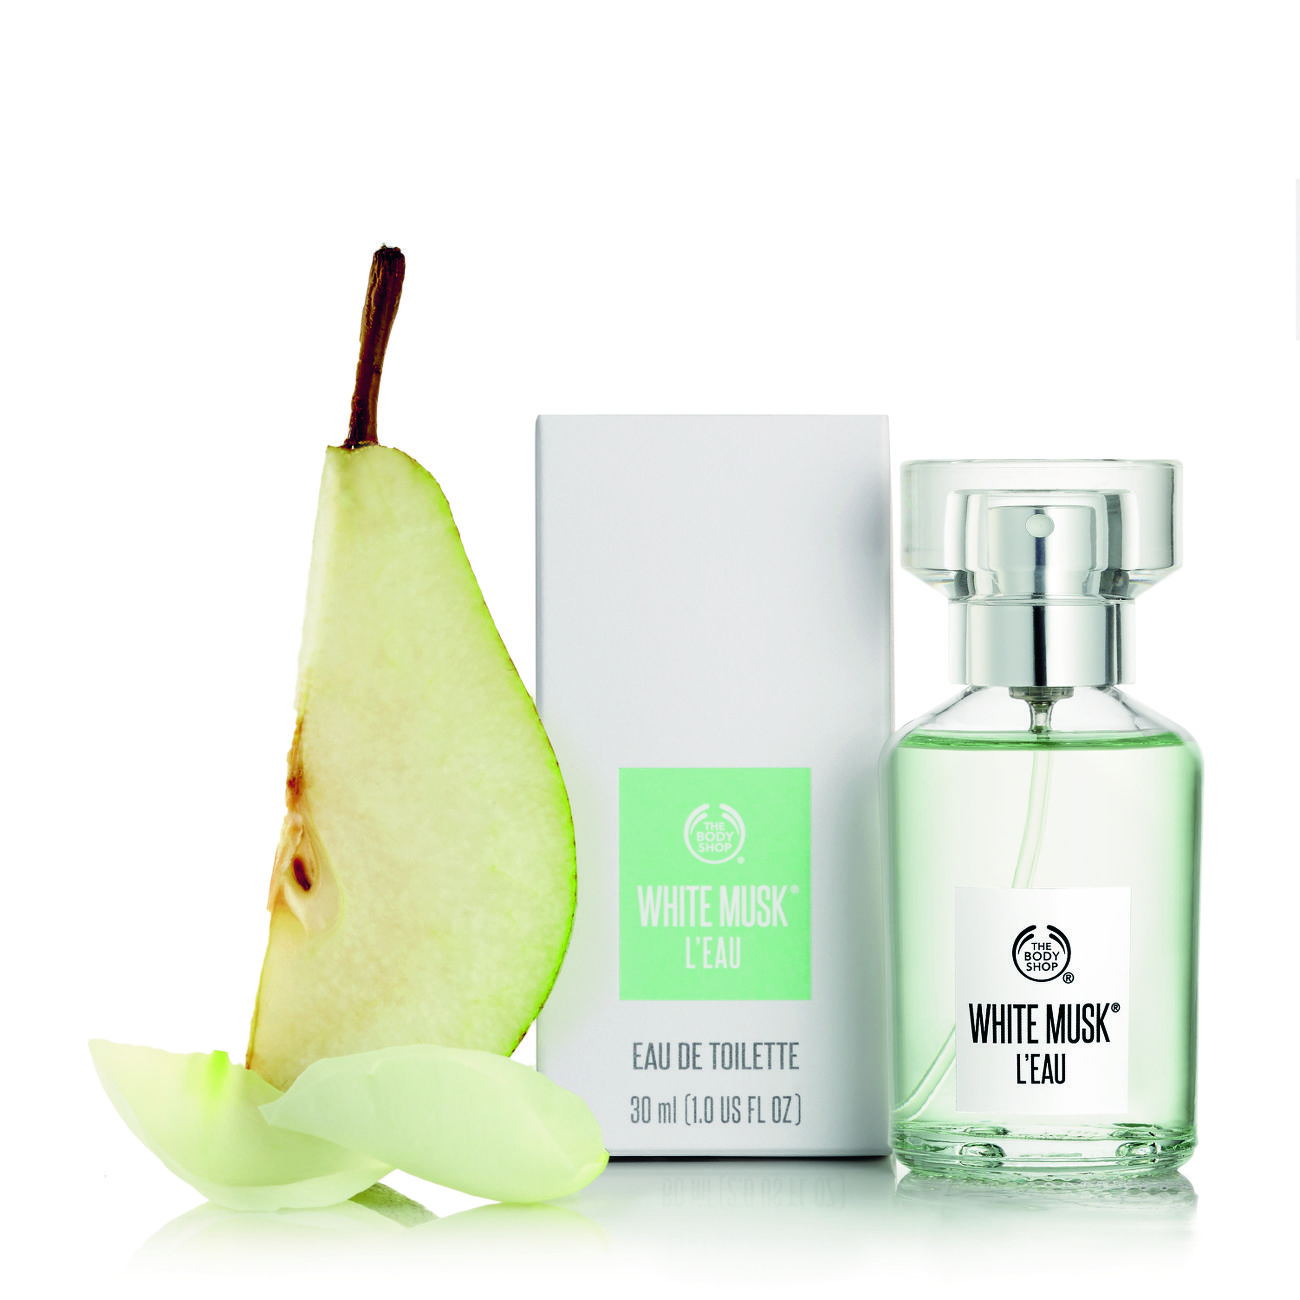 THE
BODY
SHOP®
WHITE MUSK®
L'EAU
EAU DE TOILETTE
30 ml (1.0 US FL OZ)
THE
BODY
SHOP®
WHITE MUSK®
L'EAU